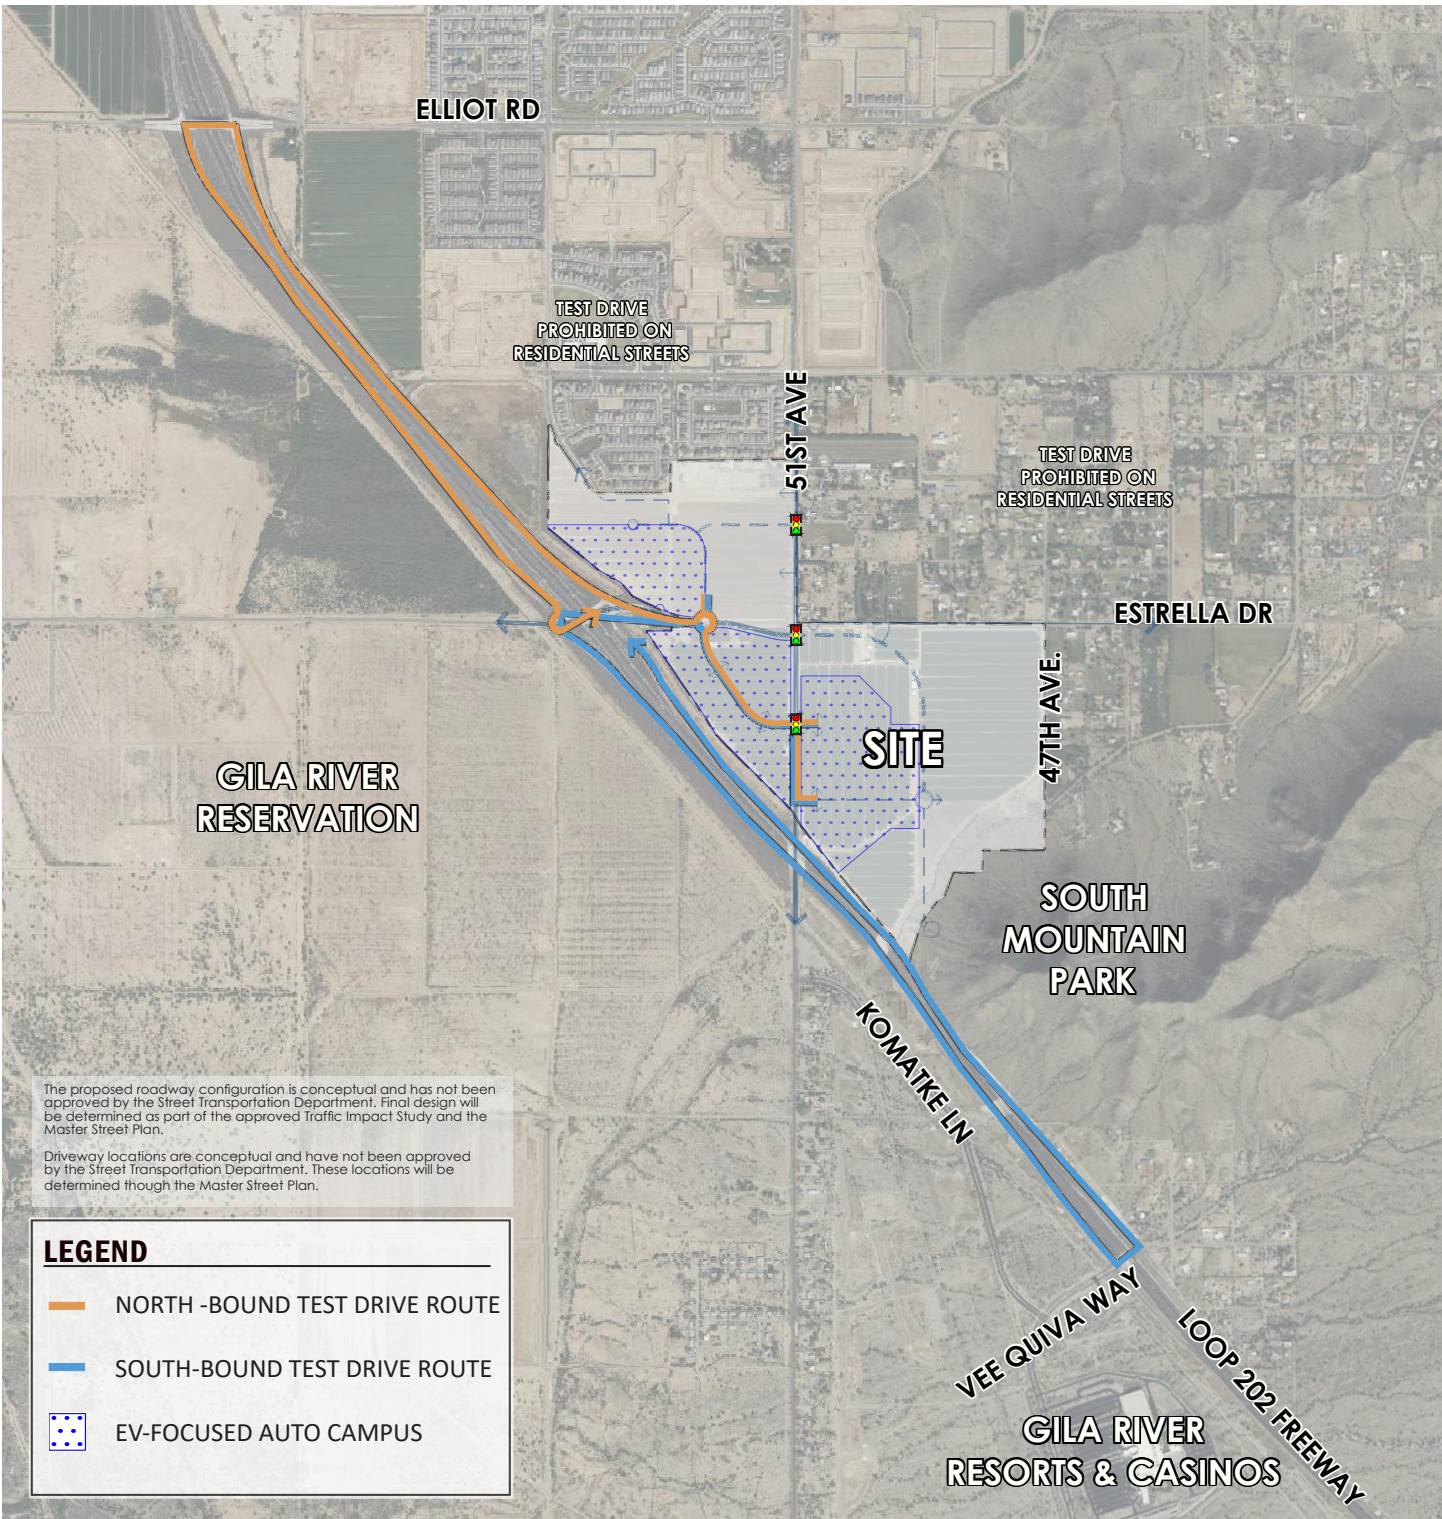 ELLIOT RD
TEST DRIVE
PROHIBITED ON
RESIDENTIAL STREETS
51ST AVE
TEST DRIVE
PROHIBITED ON
RESIDENTIAL STREETS
ESTRELLA DR
47TH AVE.
SITE
GILA RIVER
RESERVATION
SOUTH
MOUNTAIN
PARK
KOMATKE LN
The proposed roadway configuration is conceptual and has not been
approved by the Street Transportation Department. Final design will
be determined as part of the approved Traffic Impact Study and the
Master Street Plan.
Driveway locations are conceptual and have not been approved
by the Street Transportation Department. These locations will be
determined though the Master Street Plan.
LEGEND
NORTH -BOUND TEST DRIVE ROUTE
SOUTH-BOUND TEST DRIVE ROUTE
EV-FOCUSED AUTO CAMPUS
VEE QUIVA WAY
LOOP 202 FREEWAY
GILA RIVER
RESORTS & CASINOS